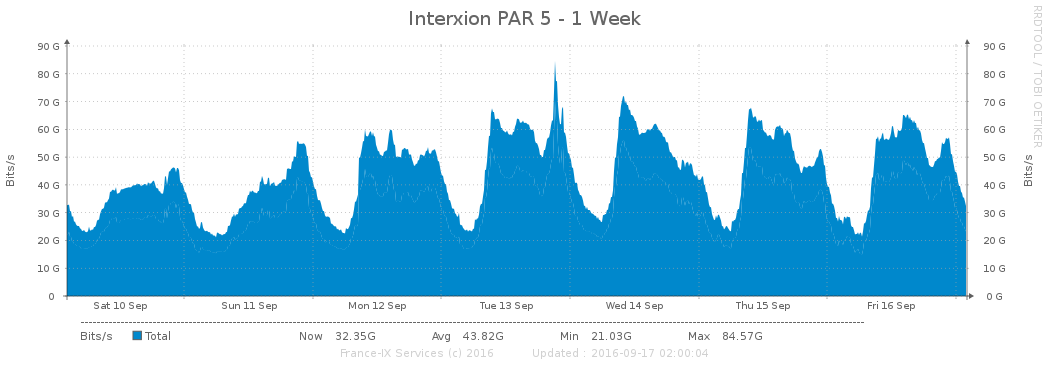 Interxion PAR 5 - 1 Week
RRDTOOL / TOBI OETIKER
Bits/s
90 G
80 G
70 G
60 G
50 G
40 G
30 G
20 G
10 G
0
90 G
80 G
70 G
60 G
50 G
40 G
30 G
20 G
10 G
0 G
Bits/s
Sat 10 Sep Sun 11 Sep Mon 12 Sep Tue 13 Sep Wed 14 Sep Thu 15 Sep Fri 16 Sep
Bits/s Total Now 32.35G Avg 43.82G Min 21.03G Max 84.57G
France-IX Services (c) 2016 Updated : 2016-09-17 02:00:04